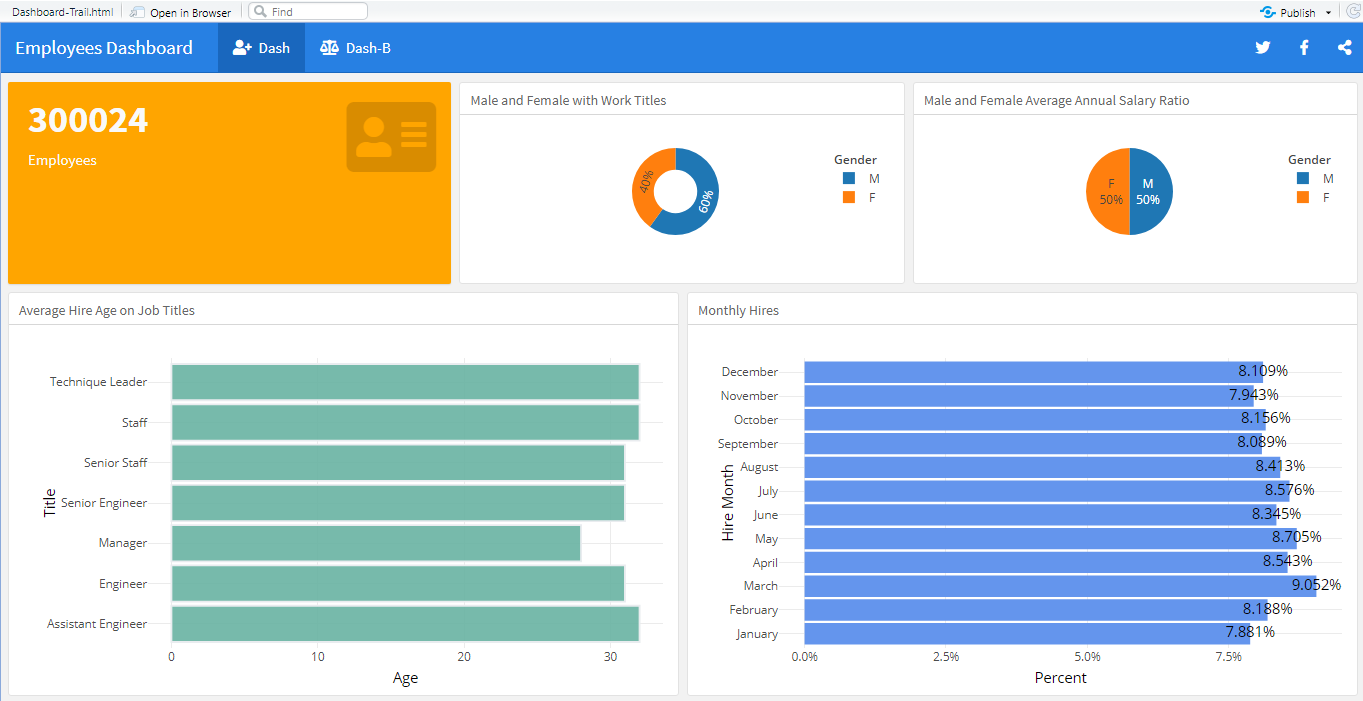 Dashboard-Trail.html Open in Browser Find Publish
Employees Dashboard Dash Dash-B
300024
Employees
Male and Female with Work Titles
40%
60%
Gender
M
F
Male and Female Average Annual Salary Ratio
F
50%
M
50%
Gender
M
F
Average Hire Age on Job Titles
Title
Technique Leader
Staff
Senior Staff
Senior Engineer
Manager
Engineer
Assistant Engineer
0 10 20 30
Age
Monthly Hires
Hire Month
December 8.109%
November 7.943%
October 8.156%
September 8.089%
August 8.413%
July 8.576%
June 8.345%
May 8.705%
April 8.543%
March 9.052%
February 8.188%
January 7.881%
0.0% 2.5% 5.0% 7.5%
Percent